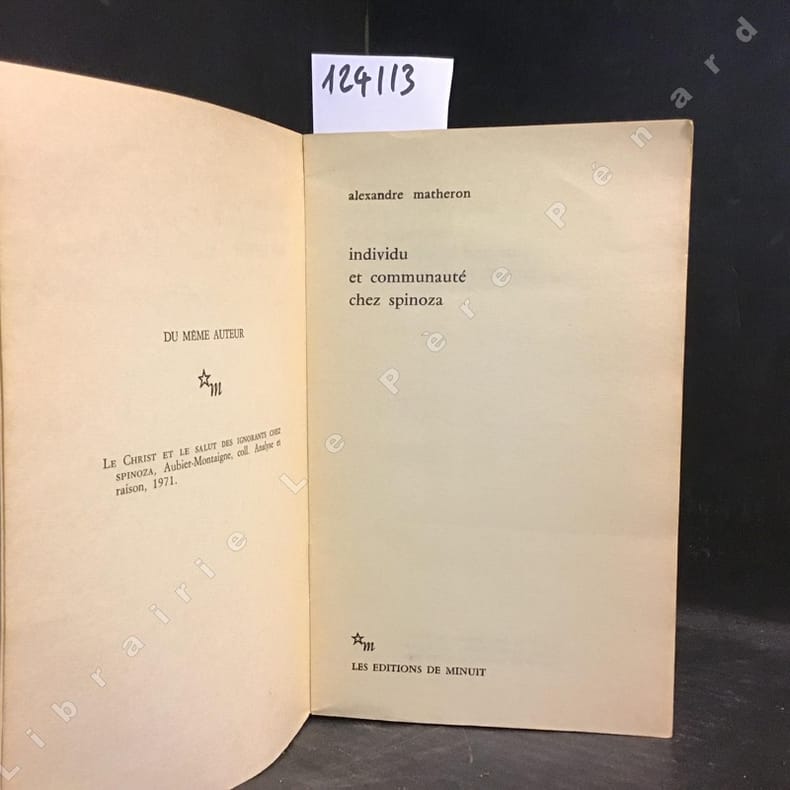 124113
DU MÊME AUTEUR
m
LE CHRIST ET LE SALUT DES IGNORANTS CHEZ
SPINOZA, Aubier-Montaigne, coll. Analyse et
raison, 1971.
alexandre matheron
individu
et communauté
chez spinoza
m
LES EDITIONS DE MINUIT
Librairie Le Père Pénard